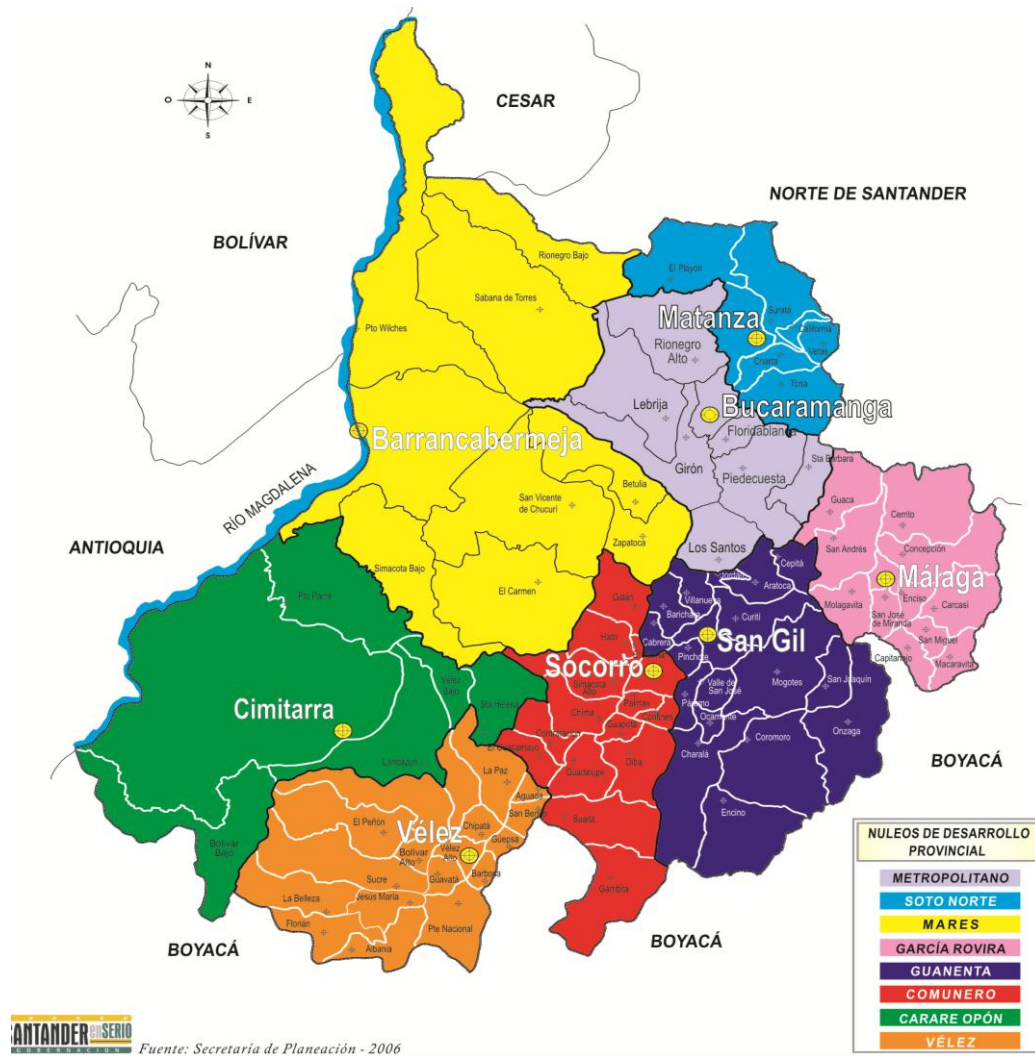 N
O
E
S
CESAR
NORTE DE SANTANDER
BOLÍVAR
Rionegro Bajo
El Playón
Sabana de Torres
Matanza
Suratá
California
Pto Wilches
Rionegro
Alto
Vetas
Charta
Tona
Lebrija
Bucaramanga
Floridablanca
Barrancabermeja
Girón
Piedecuesta
Sta Bárbara
RÍO MAGDALENA
San Vicente
de Chucurí
Betulia
Guaca
Cerrito
ANTIOQUIA
Zapatoca
Los Santos
San Andrés
Concepción
Cepitá
Simacota Bajo
El Carmen
Aratoca
Málaga
Villanueva
Galán
Barichara
Curití
Molagavita
Enciso
Carcasí
San José
de Miranda
Cabrera
San Gil
Hato
Pinchote
San Miguel
Capitanejo
Macaravita
Socorro
Vélez
Bajo
Simacota
Alto
Valle de
San José
Mogotes
San Joaquín
Sta Helena
Palmas
Páramo
Cimitarra
Chima
Confines
Ocamonte
Onzaga
Contratación
Guapota
Coromoro
El Guacamayo
Charalá
Landázuri
Guadalupe
Oiba
BOYACÁ
La Paz
Aguada
Encino
San Benito
Suaita
El Peñón
Vélez
Chipatá
Güepsa
Bolívar
Bajo
Bolívar
Alto
Vélez
Alto
Sucre
Guavatá
Barbosa
Gambita
La Belleza
Jesús María
Florián
Pte Nacional
Albania
BOYACÁ
BOYACÁ
NULEOS DE DESARROLLO
PROVINCIAL
METROPOLITANO
SOTO NORTE
MARES
GARCÍA ROVIRA
GUANENTA
COMUNERO
CARARE OPÓN
VÉLEZ
SANTANDER en SERIO
GOBERNACION
Fuente: Secretaría de Planeación - 2006